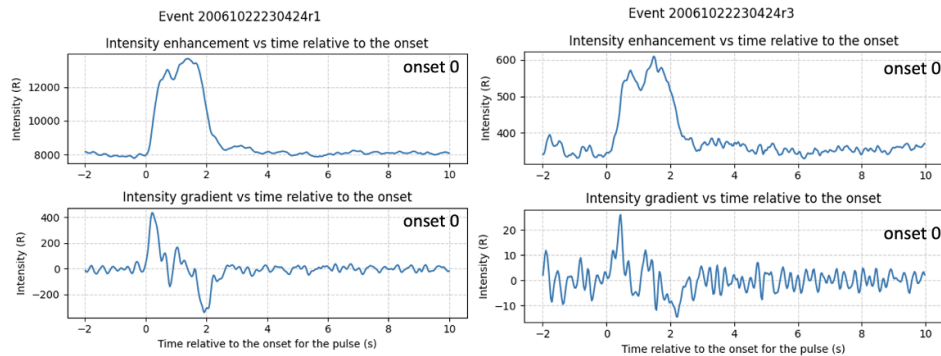 Event 20061022230424r1
Intensity enhancement vs time relative to the onset
onset 0
Intensity (R)
12000
10000
8000
−2 0 2 4 6 8 10
Intensity gradient vs time relative to the onset
onset 0
Intensity (R)
400
200
0
−200
−2 0 2 4 6 8 10
Time relative to the onset for the pulse (s)
Event 20061022230424r3
Intensity enhancement vs time relative to the onset
onset 0
Intensity (R)
600
500
400
−2 0 2 4 6 8 10
Intensity gradient vs time relative to the onset
onset 0
Intensity (R)
20
10
0
−10
−2 0 2 4 6 8 10
Time relative to the onset for the pulse (s)